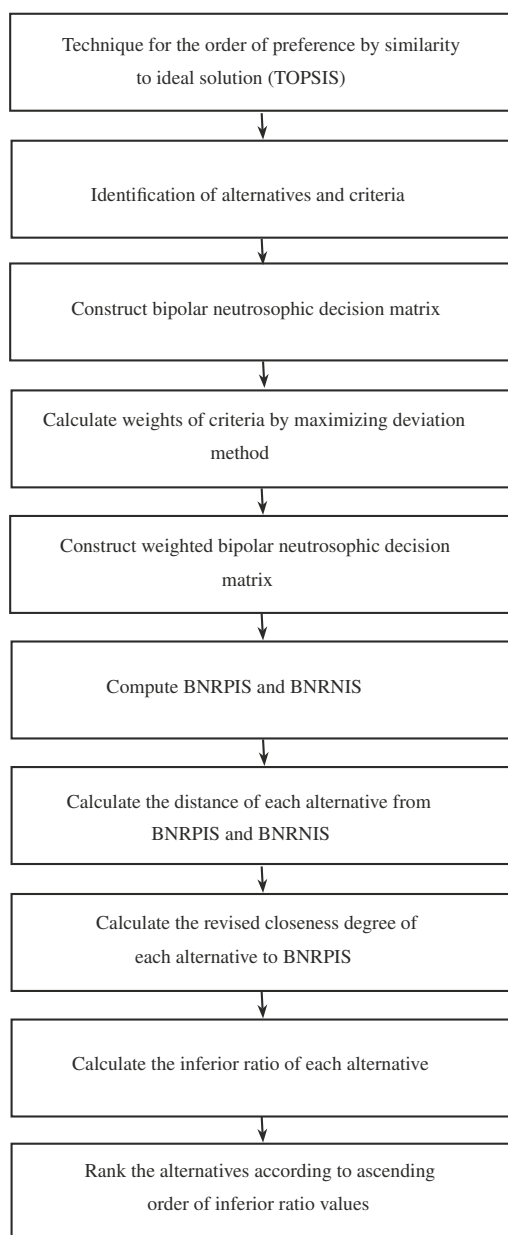 Technique for the order of preference by similarity
to ideal solution (TOPSIS)
Identification of alternatives and criteria
Construct bipolar neutrosophic decision matrix
Calculate weights of criteria by maximizing deviation
method
Construct weighted bipolar neutrosophic decision
matrix
Compute BNRPIS and BNRNIS
Calculate the distance of each alternative from
BNRPIS and BNRNIS
Calculate the revised closeness degree of
each alternative to BNRPIS
Calculate the inferior ratio of each alternative
Rank the alternatives according to ascending
order of inferior ratio values